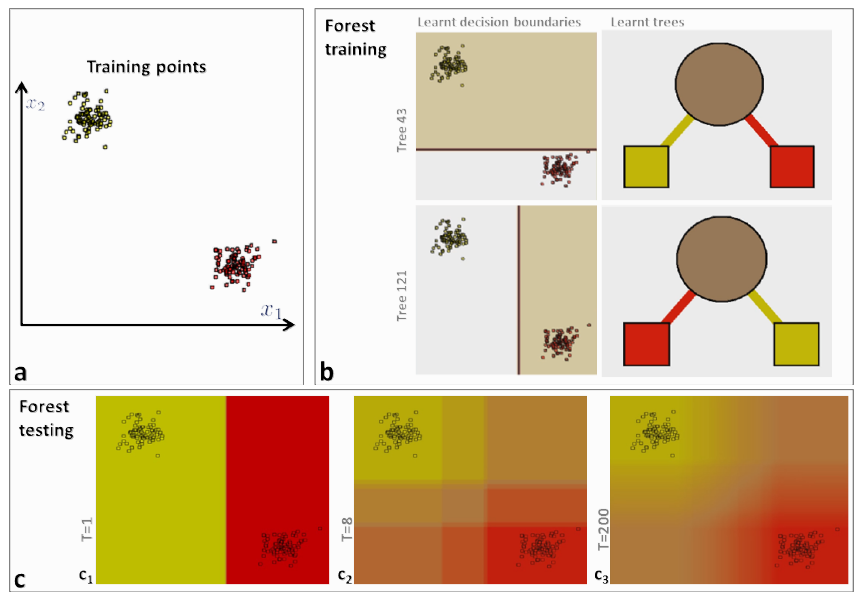 Training points
x2
x1
a
Forest
training
Learnt decision boundaries
Learnt trees
Tree 43
Tree 121
b
Forest
testing
T=1
c1
T=8
c2
T=200
c3
c